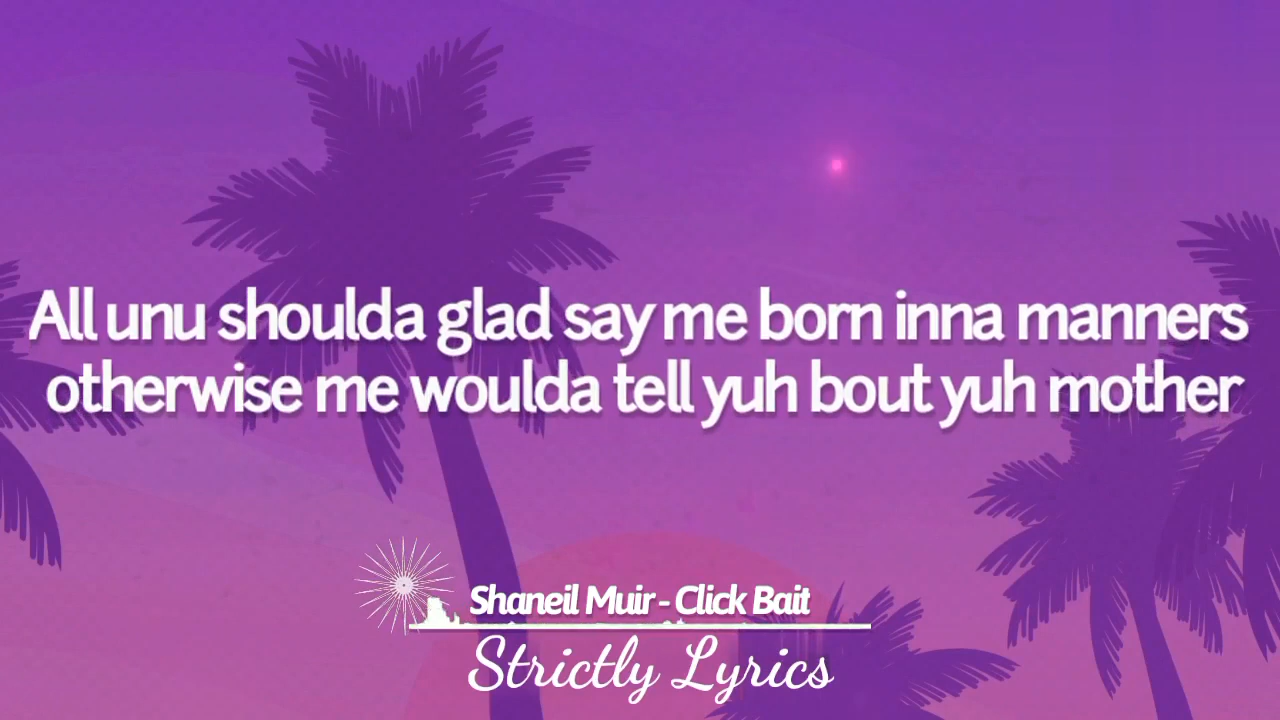 All unu shoulda glad say me born inna manners
otherwise me woulda tell yuh bout yuh mother
Shaneil Muir - Click Bait
Strictly Lyrics